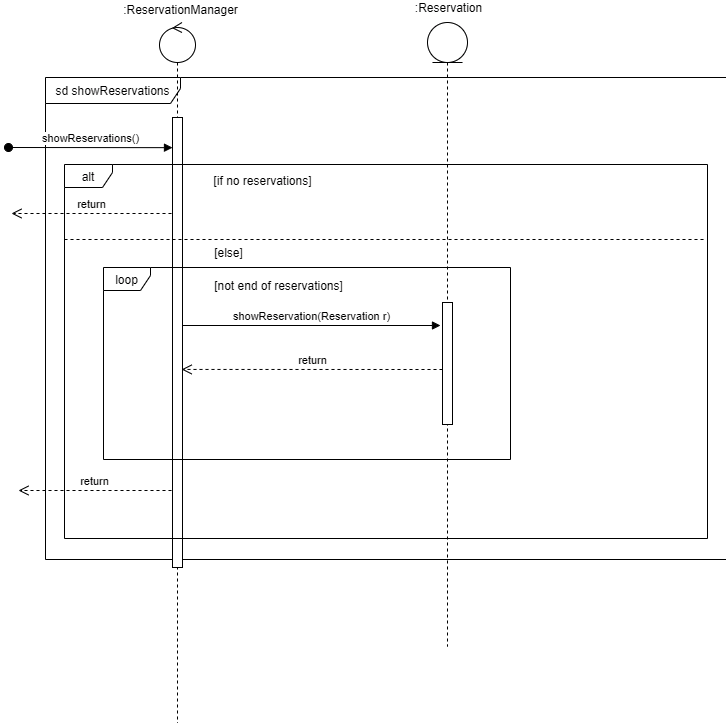 :ReservationManager
:Reservation
sd showReservations
showReservations()
alt
[if no reservations]
return
[else]
loop
[not end of reservations]
showReservation(Reservation r)
return
return